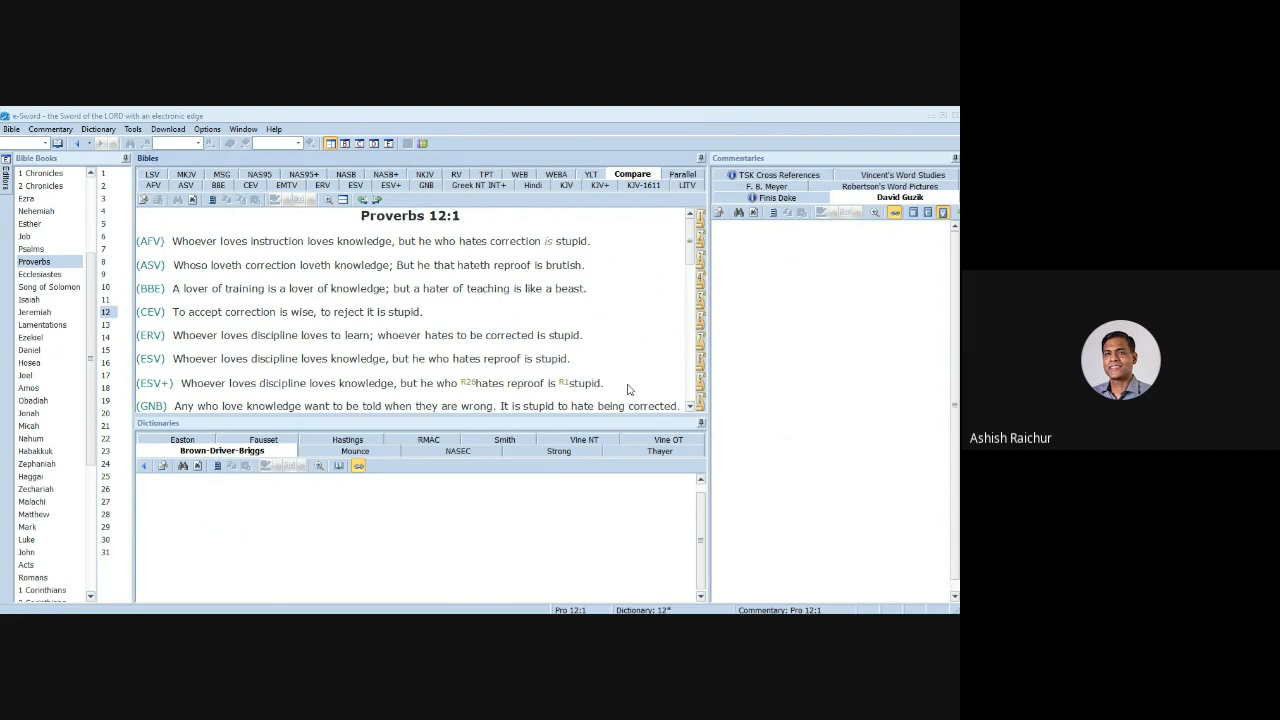 e-Sword - the Sword of the LORD with an electronic edge
Bible Commentary Dictionary Tools Download Options Window Help
B C D E
Editors
Bible Books
1 Chronicles
2 Chronicles
Ezra
Nehemiah
Esther
Job
Psalms
Proverbs
Ecclesiastes
Song of Solomon
Isaiah
Jeremiah
Lamentations
Ezekiel
Daniel
Hosea
Joel
Amos
Obadiah
Jonah
Micah
Nahum
Habakkuk
Zephaniah
Haggai
Zechariah
Malachi
Matthew
Mark
Luke
John
Acts
Romans
1 Corinthians
1
2
3
4
5
6
7
8
9
10
11
12
13
14
15
16
17
18
19
20
21
22
23
24
25
26
27
28
29
30
31
Bibles
LSV MKJV MSG NAS95 NAS95+ NASB NASB+ NKJV RV TPT WEB WEBA YLT Compare Parallel
AFV ASV BBE CEV EMTV ERV ESV ESV+ GNB Greek NT INT+ Hindi KJV KJV+ KJV-1611 LITV
Proverbs 12:1
(AFV) Whoever loves instruction loves knowledge, but he who hates correction is stupid.
(ASV) Whoso loveth correction loveth knowledge; But he that hateth reproof is brutish.
(BBE) A lover of training is a lover of knowledge; but a hater of teaching is like a beast.
(CEV) To accept correction is wise, to reject it is stupid.
(ERV) Whoever loves discipline loves to learn; whoever hates to be corrected is stupid.
(ESV) Whoever loves discipline loves knowledge, but he who hates reproof is stupid.
(ESV+) Whoever loves discipline loves knowledge, but he who R26hates reproof is R1stupid.
(GNB) Any who love knowledge want to be told when they are wrong. It is stupid to hate being corrected.
Dictionaries
Easton Fausset Hastings RMAC Smith Vine NT Vine OT
Brown-Driver-Briggs Mounce NASEC Strong Thayer
Commentaries
TSK Cross References Vincent's Word Studies
F. B. Meyer Robertson's Word Pictures
Finis Dake David Guzik
Pro 12:1 Dictionary: 12* Commentary: Pro 12:1
Ashish Raichur